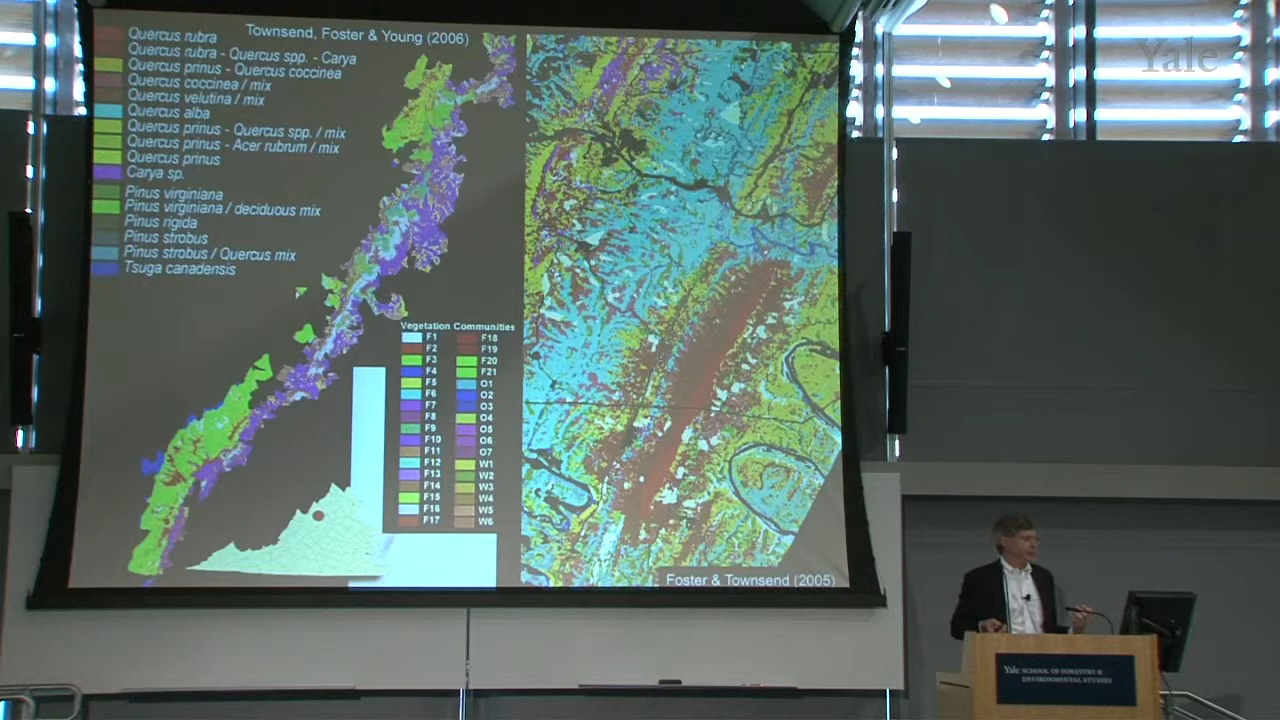 Yale
Townsend, Foster & Young (2006)
Quercus rubra
Quercus rubra - Quercus spp. - Carya
Quercus prinus - Quercus coccinea
Quercus coccinea / mix
Quercus velutina / mix
Quercus alba
Quercus prinus - Quercus spp. / mix
Quercus prinus - Acer rubrum / mix
Quercus prinus
Carya sp.
Pinus virginiana
Pinus virginiana / deciduous mix
Pinus rigida
Pinus strobus
Pinus strobus / Quercus mix
Tsuga canadensis
Vegetation Communities
F1 F18
F2 F19
F3 F20
F4 F21
F5 O1
F6 O2
F7 O3
F8 O4
F9 O5
F10 O6
F11 O7
F12 W1
F13 W2
F14 W3
F15 W4
F16 W5
F17 W6
Foster & Townsend (2005)
Yale SCHOOL OF FORESTRY &
ENVIRONMENTAL STUDIES